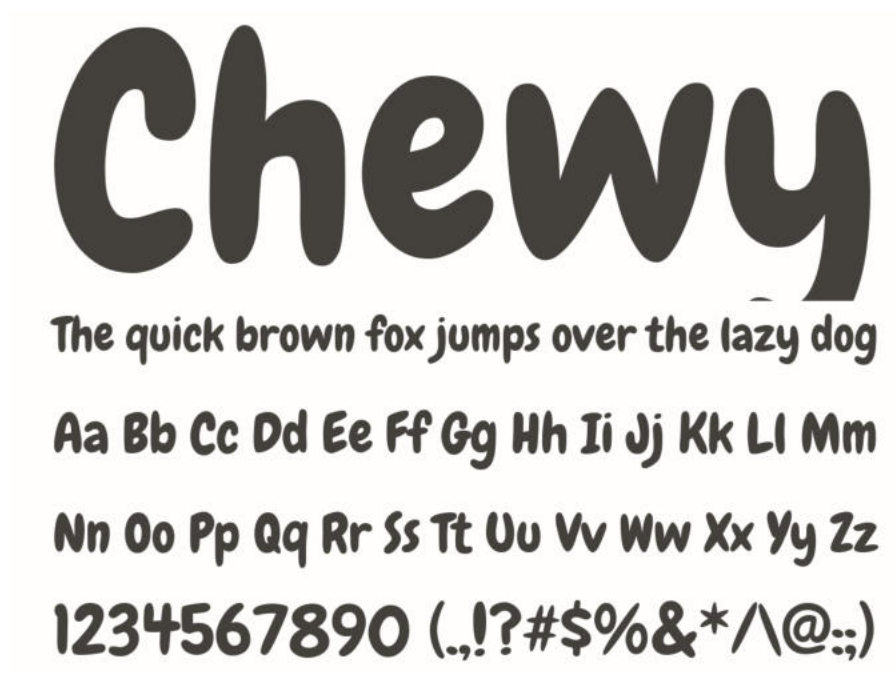 Chewy
The quick brown fox jumps over the lazy dog
Aa Bb Cc Dd Ee Ff Gg Hh Ii Jj Kk Ll Mm
Nn Oo Pp Qq Rr Ss Tt Uu Vv Ww Xx Yy Zz
1234567890 (.,!?#$%&*/\@:;)